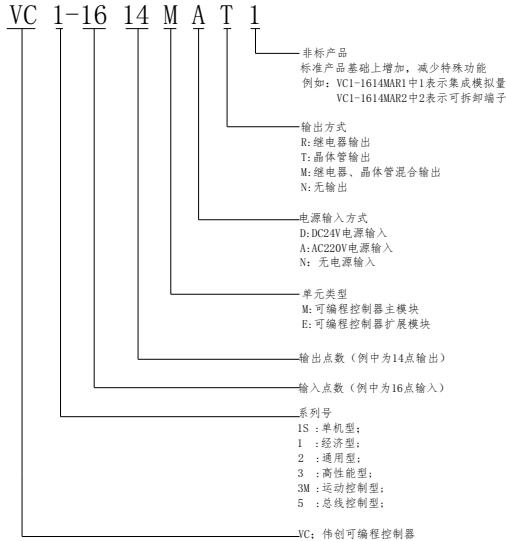 VC 1-16 14 M A T 1
非标产品
标准产品基础上增加，减少特殊功能
例如：VC1-1614MAR1中1表示集成模拟量
VC1-1614MAR2中2表示可拆卸端子
输出方式
R:继电器输出
T:晶体管输出
M:继电器、晶体管混合输出
N:无输出
电源输入方式
D:DC24V电源输入
A:AC220V电源输入
N：无电源输入
单元类型
M:可编程控制器主模块
E:可编程控制器扩展模块
输出点数（例中为14点输出）
输入点数（例中为16点输入）
系列号
1S :单机型;
1 :经济型;
2 :通用型;
3 :高性能型;
3M :运动控制型;
5 :总线控制型;
VC：伟创可编程控制器